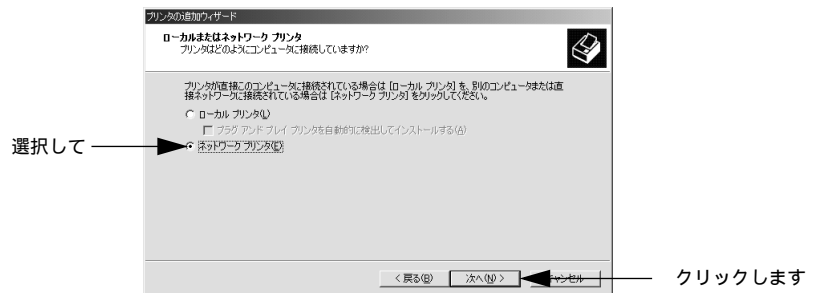 プリンタの追加ウィザード
ローカルまたはネットワーク プリンタ
プリンタはどのようにコンピュータに接続していますか?
プリンタが直接このコンピュータに接続されている場合は [ローカル プリンタ] を、別のコンピュータまたは直
接ネットワークに接続されている場合は [ネットワーク プリンタ] をクリックしてください。
ローカル プリンタ(L)
プラグ アンド プレイ プリンタを自動的に検出してインストールする(A)
選択して
ネットワーク プリンタ(E)
< 戻る(B)
次へ(N) >
キャンセル
クリックします